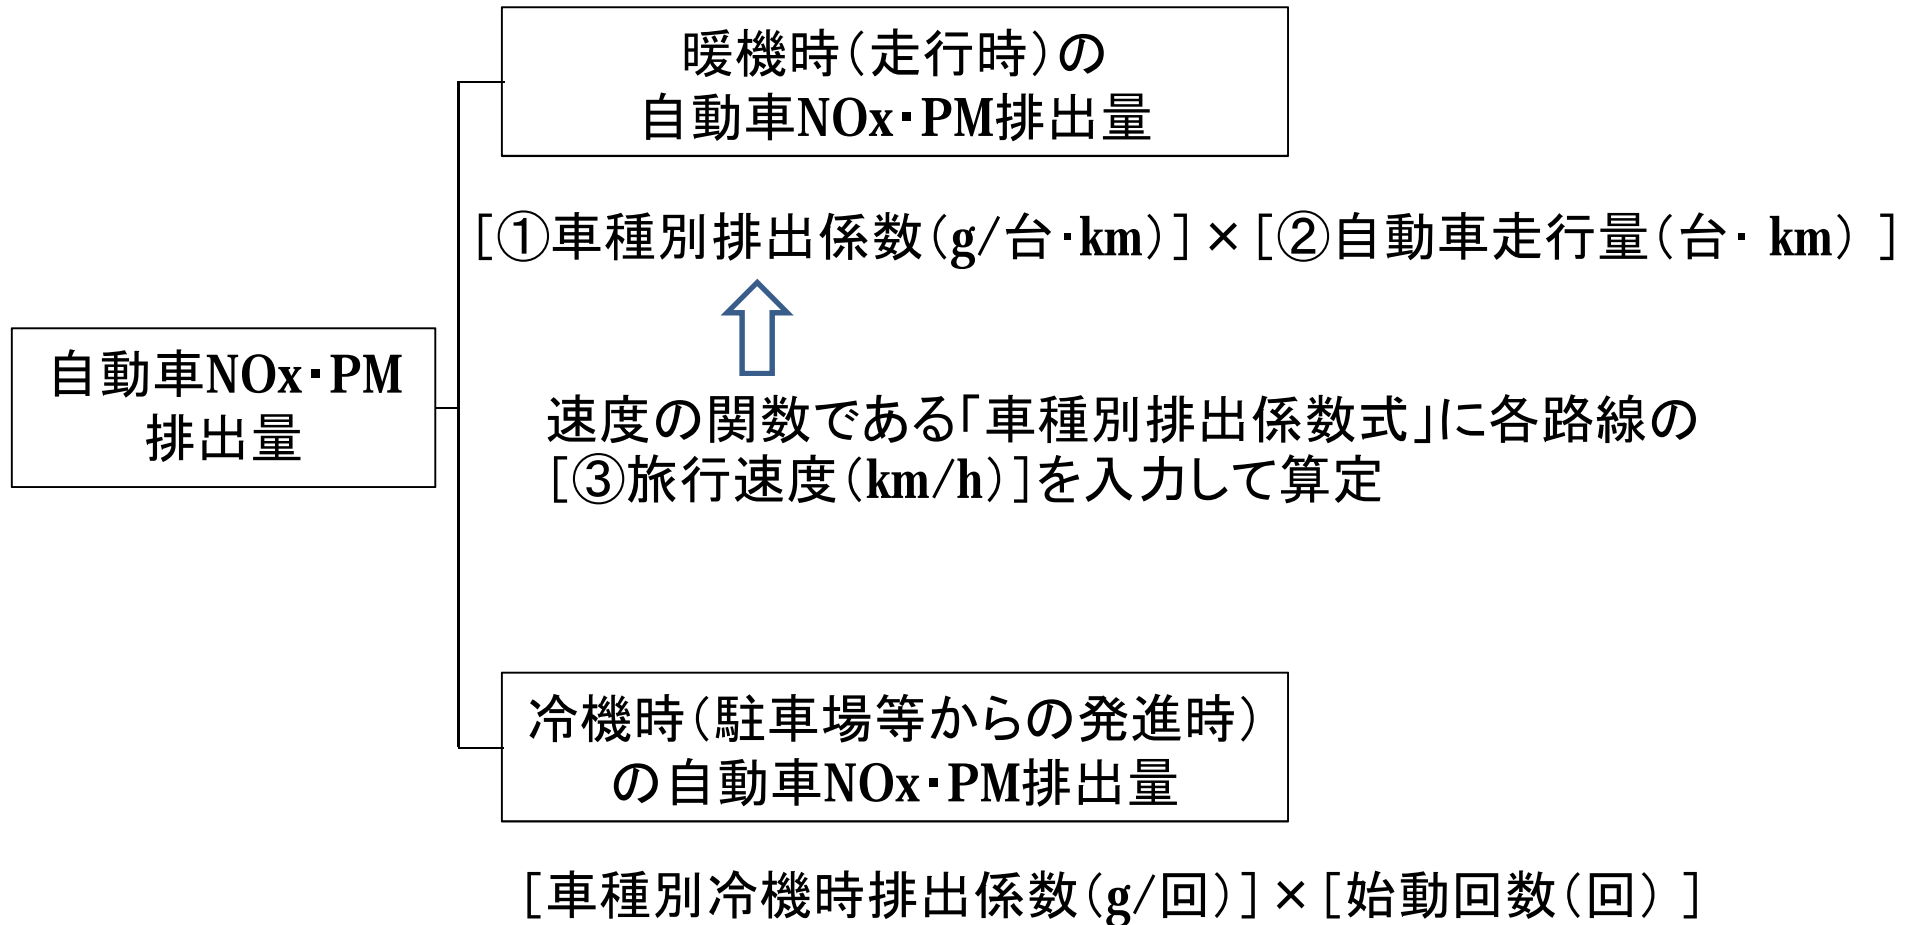 暖機時(走行時)の
自動車NOx・PM排出量
[①車種別排出係数(g/台・km)]×[②自動車走行量(台・ km) ]
自動車NOx・PM
排出量
速度の関数である「車種別排出係数式」に各路線の
[③旅行速度(km/h)]を入力して算定
冷機時(駐車場等からの発進時)
の自動車NOx・PM排出量
[車種別冷機時排出係数(g/回)]×[始動回数(回) ]